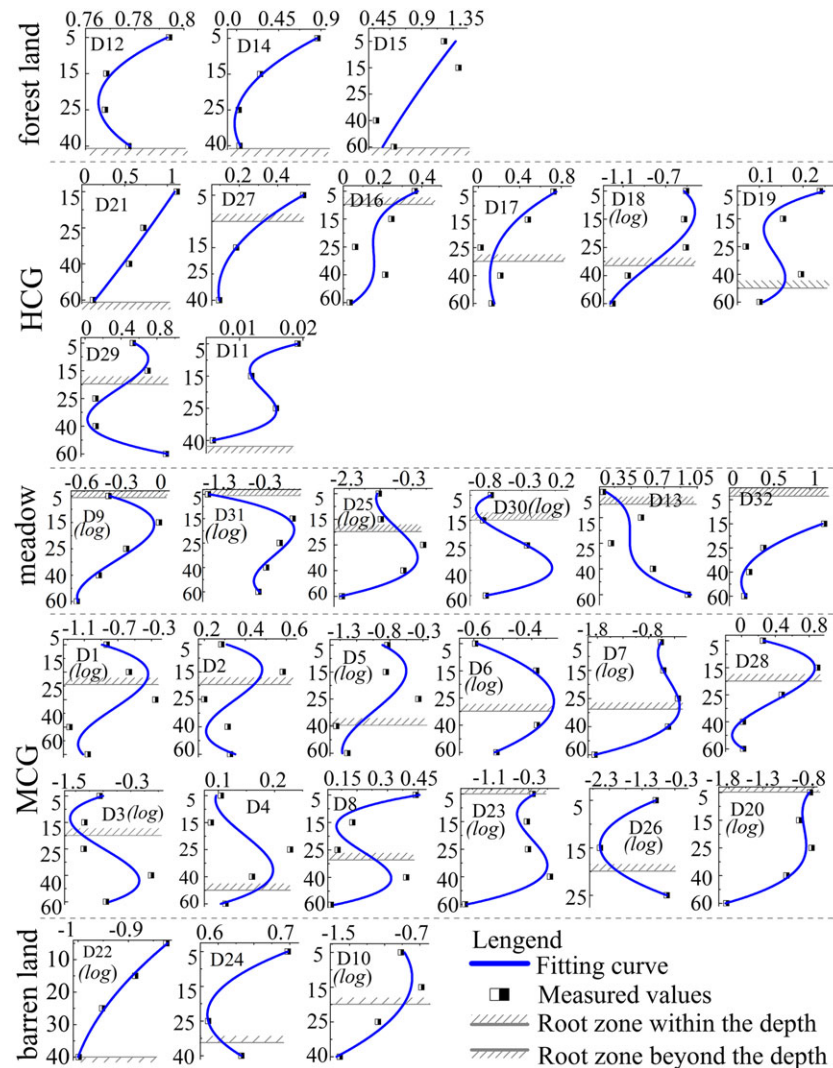 forest land
0.76 0.78 0.8
D12
5
15
25
40
0.0 0.45 0.9
D14
5
15
25
40
0.45 0.9 1.35
D15
5
15
25
40
60
HCG
0 0.5 1
D21
15
25
40
60
0.2 0.4
D27
5
15
40
0 0.2 0.4
D16
5
15
25
40
60
0 0.4 0.8
D17
5
15
25
40
60
-1.1 -0.7
D18
(log)
5
15
25
40
60
0.1 0.2
D19
5
15
25
40
60
0 0.4 0.8
D29
5
15
25
40
60
0.01 0.02
D11
5
15
25
40
meadow
-0.6 -0.3 0
D9
(log)
5
15
25
40
60
-1.3 -0.3
D31
(log)
5
15
25
40
60
-2.3 -0.3
D25
(log)
5
15
25
40
60
-0.8 -0.3 0.2
D30(log)
5
15
25
40
60
0.35 0.7 1.05
D13
5
15
25
40
60
0 0.5 1
D32
5
15
25
40
60
MCG
-1.1 -0.7 -0.3
D1
(log)
5
15
25
40
60
0.2 0.4 0.6
D2
5
15
25
40
60
-1.3 -0.8 -0.3
D5
(log)
5
15
25
40
60
-0.6 -0.4
D6
(log)
5
15
25
40
60
-1.8 -0.8
D7
(log)
5
15
25
40
60
0 0.4 0.8
D28
5
15
25
40
60
-1.5 -0.3
D3(log)
5
15
25
40
60
0.1 0.2
D4
5
15
25
40
60
0.15 0.3 0.45
D8
5
15
25
40
60
-1.1 -0.3
D23
(log)
5
15
25
40
60
-2.3 -1.3 -0.3
D26
(log)
5
15
25
-1.8 -1.3 -0.8
D20
(log)
5
15
25
40
60
barren land
-1 -0.9
D22
(log)
5
15
25
40
0.6 0.7
D24
5
15
25
40
-1.5 -0.7
D10
(log)
5
15
25
40
Lengend
Fitting curve
Measured values
Root zone within the depth
Root zone beyond the depth